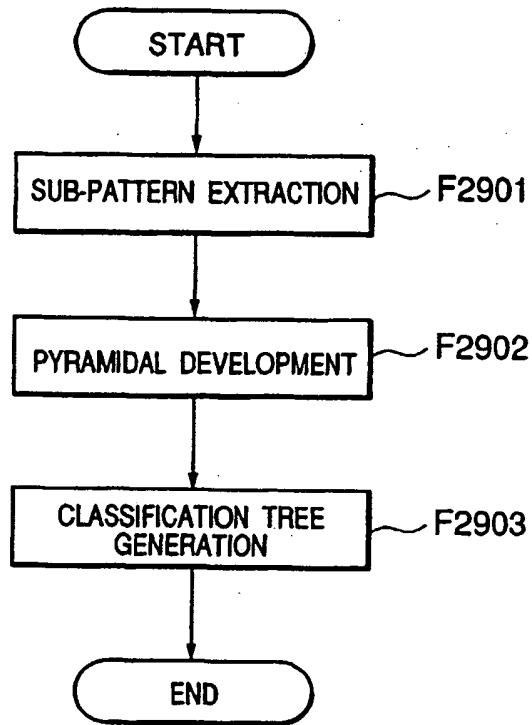 START
SUB-PATTERN EXTRACTION
F2901
PYRAMIDAL DEVELOPMENT
F2902
CLASSIFICATION TREE
GENERATION
F2903
END